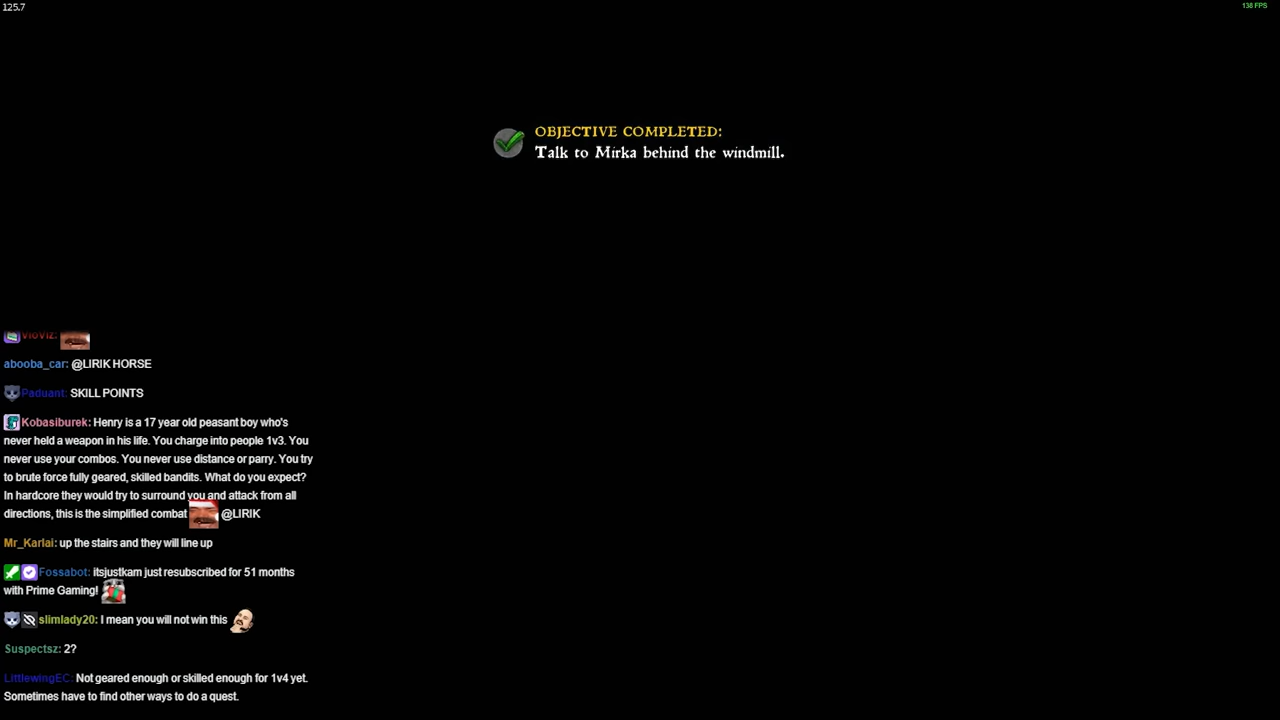 125.7
138 FPS
OBJECTIVE COMPLETED:
Talk to Mirka behind the windmill.
VioViz:
abooba_car: @LIRIK HORSE
Paduant: SKILL POINTS
Kobasiburek: Henry is a 17 year old peasant boy who's
never held a weapon in his life. You charge into people 1v3. You
never use your combos. You never use distance or parry. You try
to brute force fully geared, skilled bandits. What do you expect?
In hardcore they would try to surround you and attack from all
directions, this is the simplified combat @LIRIK
Mr_Karlai: up the stairs and they will line up
Fossabot: itsjustkam just resubscribed for 51 months
with Prime Gaming!
slimlady20: I mean you will not win this
Suspectsz: 2?
LittlewingEC: Not geared enough or skilled enough for 1v4 yet.
Sometimes have to find other ways to do a quest.